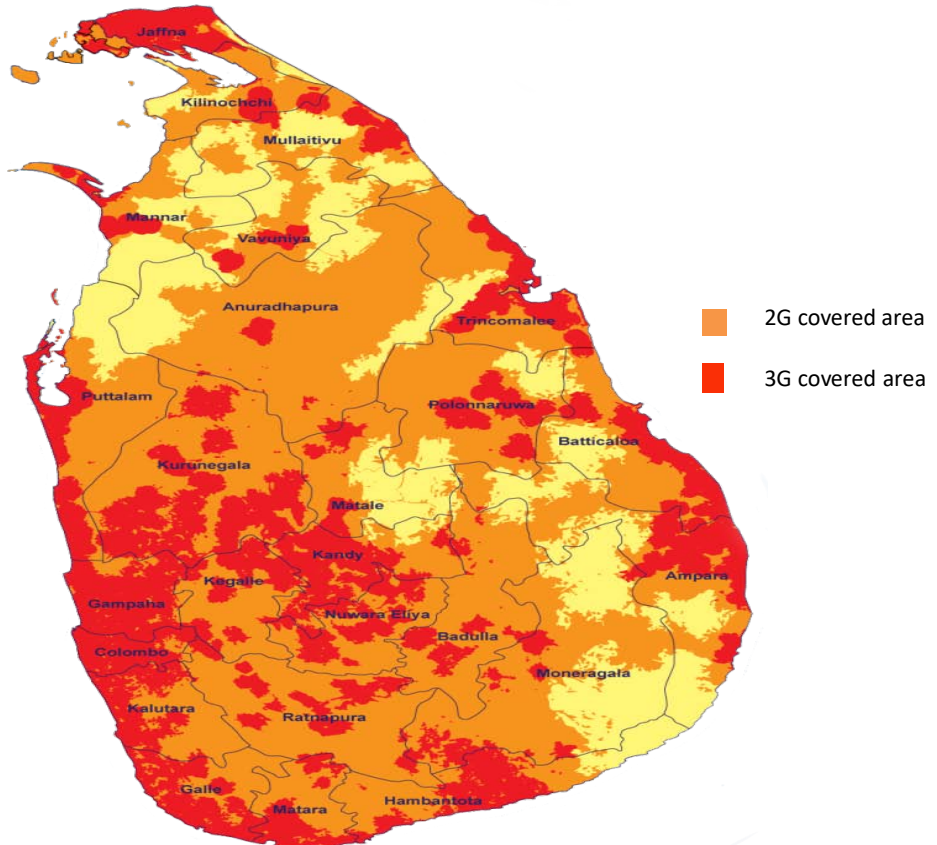 Jaffna
Kilinochchi
Mullaitivu
Mannar
Vavuniya
Anuradhapura
Trincomalee
2G covered area
3G covered area
Puttalam
Polonnaruwa
Batticaloa
Kurunegala
Matale
Kandy
Kegalle
Ampara
Gampaha
Nuwara Eliya
Badulla
Colombo
Moneragala
Kalutara
Ratnapura
Galle
Matara
Hambantota